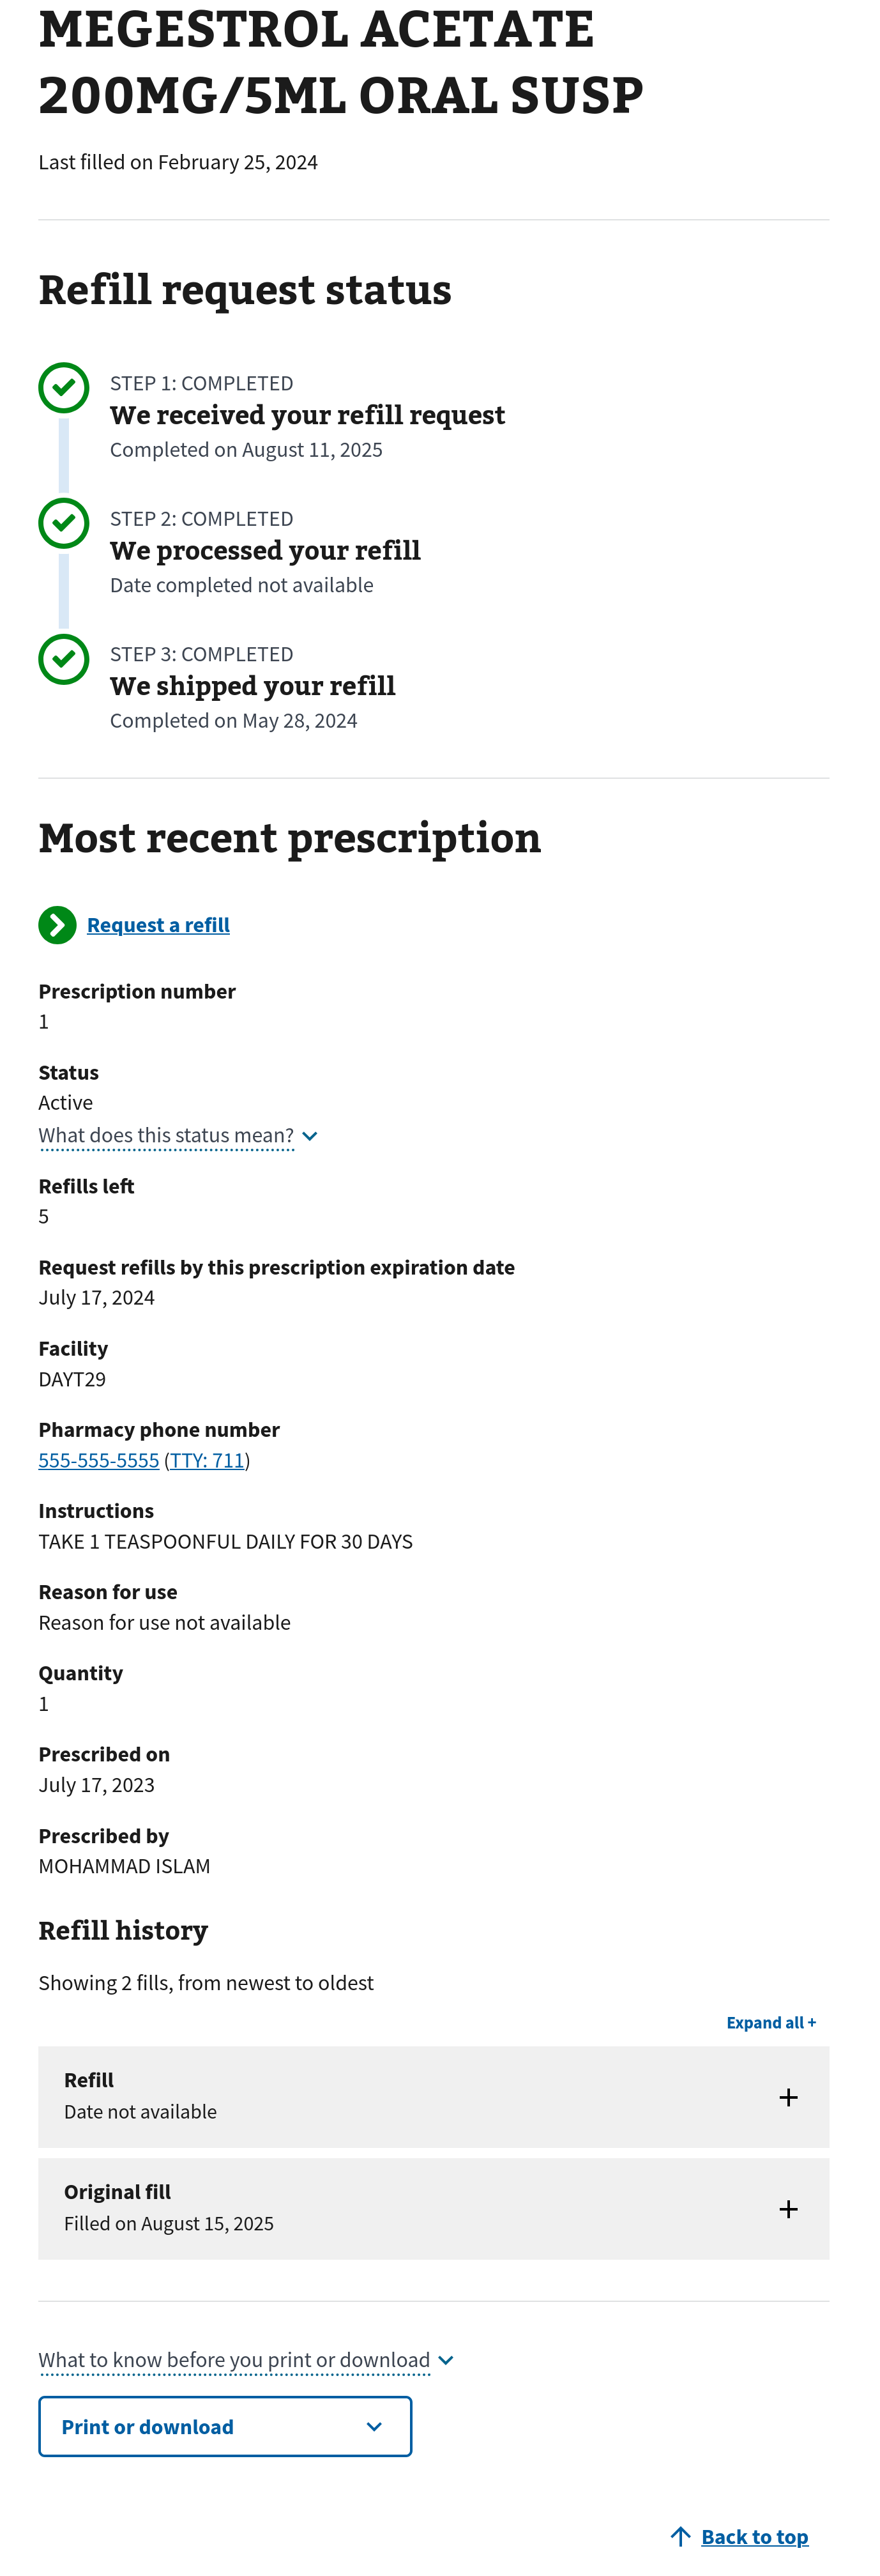 MEGESTROL ACETATE
200MG/5ML ORAL SUSP
Last filled on February 25, 2024
Refill request status
STEP 1: COMPLETED
We received your refill request
Completed on August 11, 2025
STEP 2: COMPLETED
We processed your refill
Date completed not available
STEP 3: COMPLETED
We shipped your refill
Completed on May 28, 2024
Most recent prescription
Request a refill
Prescription number
1
Status
Active
What does this status mean?
Refills left
5
Request refills by this prescription expiration date
July 17, 2024
Facility
DAYT29
Pharmacy phone number
555-555-5555 (TTY: 711)
Instructions
TAKE 1 TEASPOONFUL DAILY FOR 30 DAYS
Reason for use
Reason for use not available
Quantity
1
Prescribed on
July 17, 2023
Prescribed by
MOHAMMAD ISLAM
Refill history
Showing 2 fills, from newest to oldest
Expand all +
Refill
Date not available
Original fill
Filled on August 15, 2025
What to know before you print or download
Print or download
Back to top